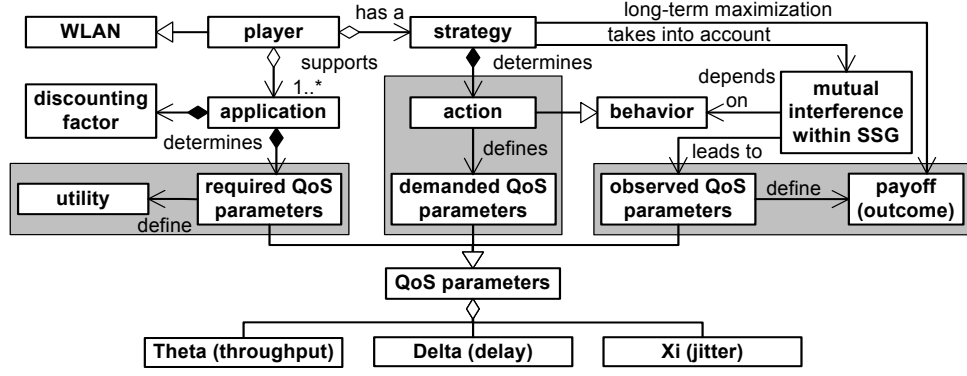 long-term maximization
has a
WLAN
player
strategy
takes into account
supports
determines
1..*
depends
on
mutual
interference
within SSG
discounting
factor
application
action
behavior
determines
defines
leads to
utility
required QoS
parameters
demanded QoS
parameters
observed QoS
parameters
define
payoff
(outcome)
define
QoS parameters
Theta (throughput)
Delta (delay)
Xi (jitter)